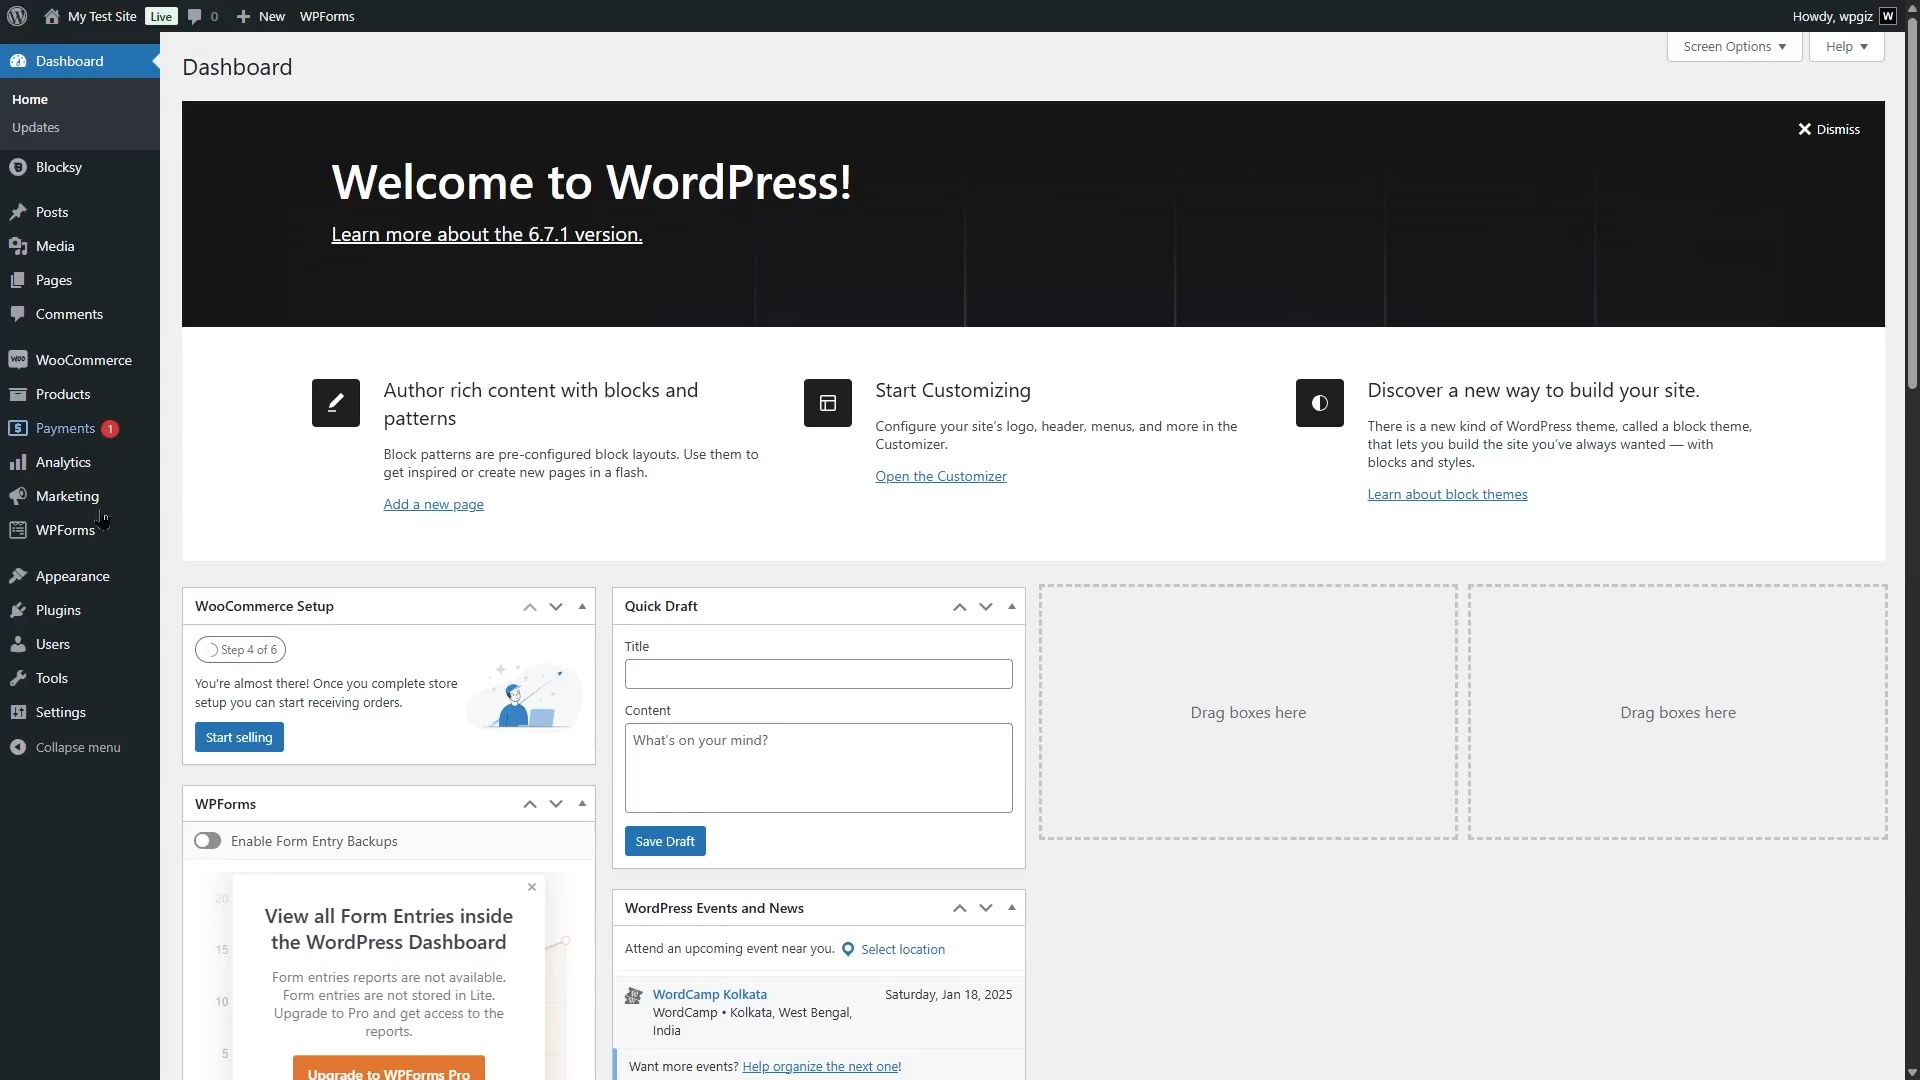 My Test Site Live 0 New WPForms
Howdy, wpgiz W
Dashboard
Home
Updates
Blocksy
Posts
Media
Pages
Comments
WooCommerce
Products
Payments 1
Analytics
Marketing
WPForms
Appearance
Plugins
Users
Tools
Settings
Collapse menu
Screen Options
Help
Dashboard
Dismiss
Welcome to WordPress!
Learn more about the 6.7.1 version.
Author rich content with blocks and
patterns
Block patterns are pre-configured block layouts. Use them to
get inspired or create new pages in a flash.
Add a new page
Start Customizing
Configure your site’s logo, header, menus, and more in the
Customizer.
Open the Customizer
Discover a new way to build your site.
There is a new kind of WordPress theme, called a block theme,
that lets you build the site you’ve always wanted — with
blocks and styles.
Learn about block themes
WooCommerce Setup
Step 4 of 6
You're almost there! Once you complete store
setup you can start receiving orders.
Start selling
WPForms
Enable Form Entry Backups
20
15
10
5
View all Form Entries inside
the WordPress Dashboard
Form entries reports are not available.
Form entries are not stored in Lite.
Upgrade to Pro and get access to the
reports.
Upgrade to WPForms Pro
Quick Draft
Title
Content
What’s on your mind?
Save Draft
WordPress Events and News
Attend an upcoming event near you. Select location
WordCamp Kolkata
Saturday, Jan 18, 2025
WordCamp • Kolkata, West Bengal,
India
Want more events? Help organize the next one!
Drag boxes here
Drag boxes here